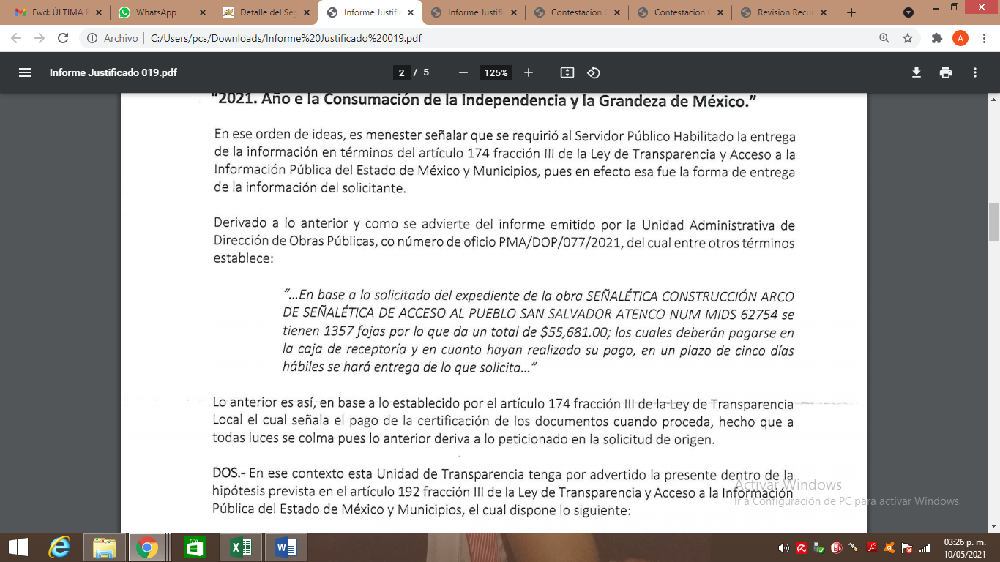 Fwd: ÚLTIMA
WhatsApp
Detalle del Seg
Informe Justifi
Informe Justifi
Contestacion
Contestacion
Revision Recur
Archivo
C:/Users/pcs/Downloads/Informe%20Justificado%20019.pdf
A
Informe Justificado 019.pdf
2 / 5
125%
“2021. Año e la Consumación de la Independencia y la Grandeza de México.”
En ese orden de ideas, es menester señalar que se requirió al Servidor Público Habilitado la entrega
de la información en términos del artículo 174 fracción III de la Ley de Transparencia y Acceso a la
Información Pública del Estado de México y Municipios, pues en efecto esa fue la forma de entrega
de la información del solicitante.
Derivado a lo anterior y como se advierte del informe emitido por la Unidad Administrativa de
Dirección de Obras Públicas, co número de oficio PMA/DOP/077/2021, del cual entre otros términos
establece:
“...En base a lo solicitado del expediente de la obra SEÑALÉTICA CONSTRUCCIÓN ARCO
DE SEÑALÉTICA DE ACCESO AL PUEBLO SAN SALVADOR ATENCO NUM MIDS 62754 se
tienen 1357 fojas por lo que da un total de $55,681.00; los cuales deberán pagarse en
la caja de receptoría y en cuanto hayan realizado su pago, en un plazo de cinco días
hábiles se hará entrega de lo que solicita...”
Lo anterior es así, en base a lo establecido por el artículo 174 fracción III de la Ley de Transparencia
Local el cual señala el pago de la certificación de los documentos cuando proceda, hecho que a
todas luces se colma pues lo anterior deriva a lo peticionado en la solicitud de origen.
DOS.- En ese contexto esta Unidad de Transparencia tenga por advertido la presente dentro de la
hipótesis prevista en el artículo 192 fracción III de la Ley de Transparencia y Acceso a la Información
Pública del Estado de México y Municipios, el cual dispone lo siguiente:
Activar Windows
Ir a Configuración de PC para activar Windows.
03:26 p. m.
10/05/2021